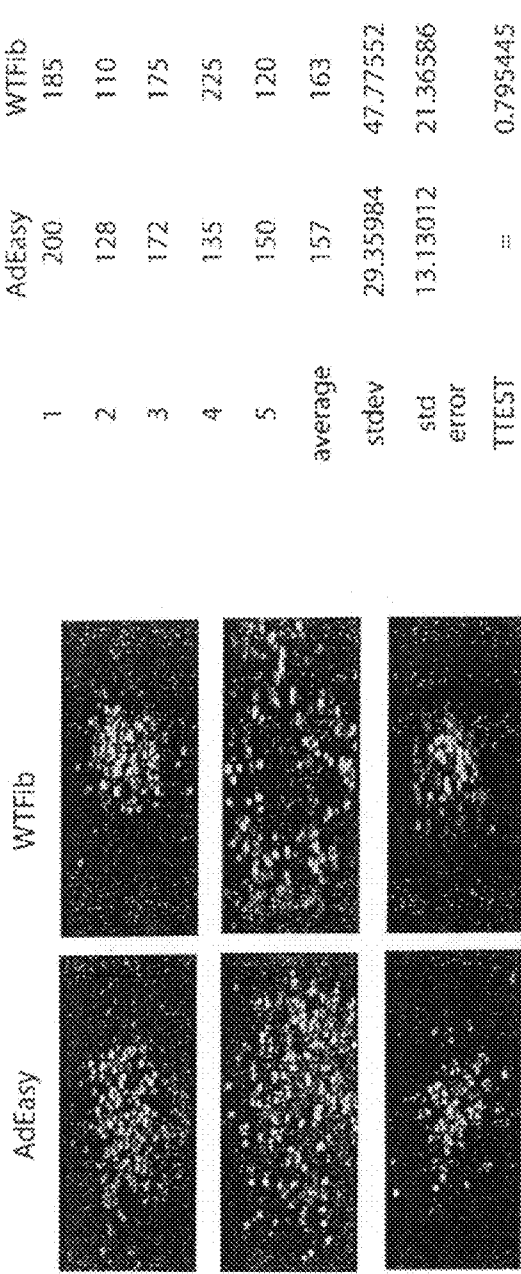 AdEasy WTFib
AdEasy WTFib
1 200 185
2 128 110
3 172 175
4 135 225
5 150 120
average 157 163
stdev 29.35984 47.77552
std
error 13.13012 21.36586
TTEST = 0.795445